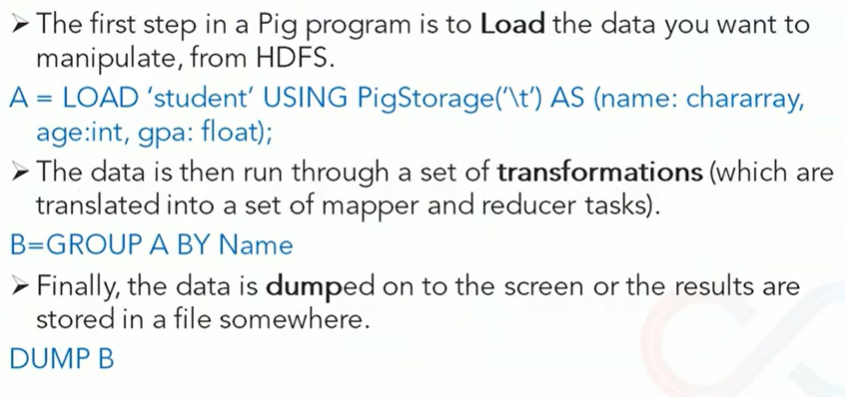 ➤ The first step in a Pig program is to Load the data you want to
manipulate, from HDFS.
A = LOAD ‘student’ USING PigStorage(‘\t’) AS (name: chararray,
age:int, gpa: float);
➤ The data is then run through a set of transformations (which are
translated into a set of mapper and reducer tasks).
B=GROUP A BY Name
➤ Finally, the data is dumped on to the screen or the results are
stored in a file somewhere.
DUMP B